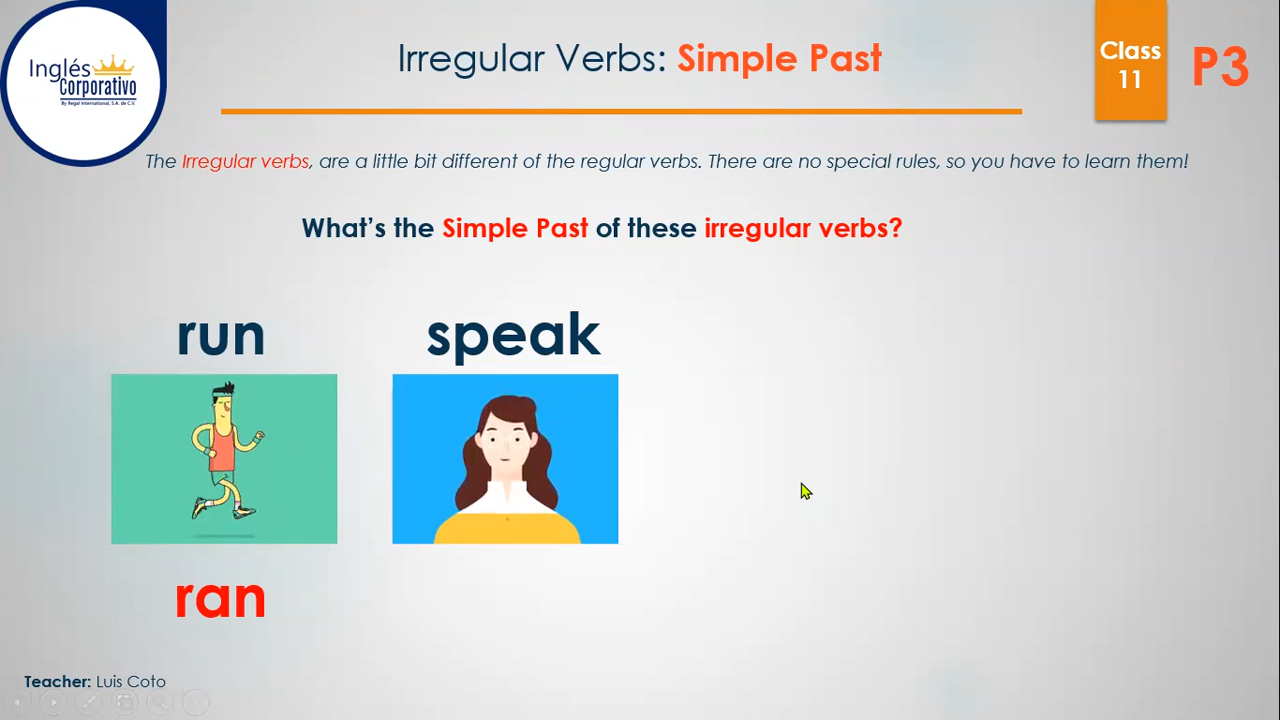 Inglés
Corporativo
By Regal International, S.A. de C.V.
Irregular Verbs: Simple Past
Class
11
P3
The Irregular verbs, are a little bit different of the regular verbs. There are no special rules, so you have to learn them!
What's the Simple Past of these irregular verbs?
run
speak
ran
Teacher: Luis Coto